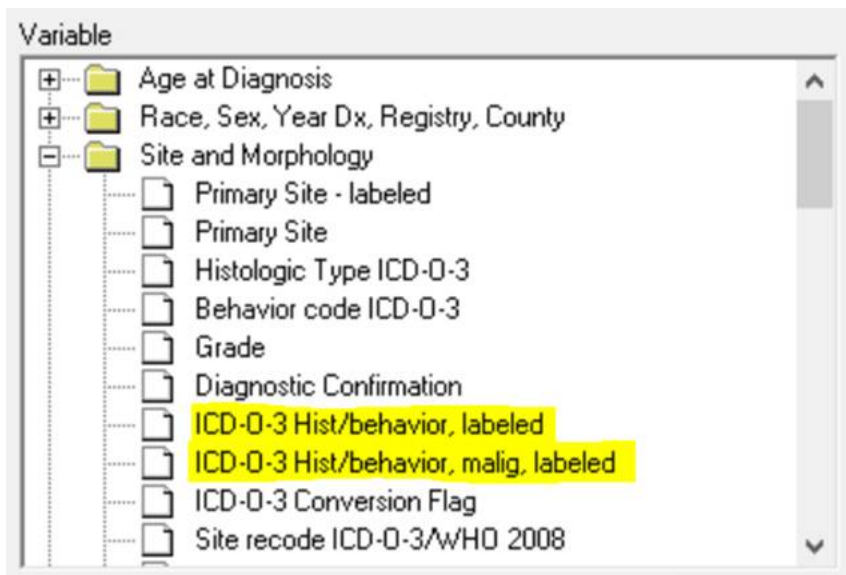 Variable
Age at Diagnosis
Race, Sex, Year Dx, Registry, County
Site and Morphology
Primary Site - labeled
Primary Site
Histologic Type ICD-O-3
Behavior code ICD-O-3
Grade
Diagnostic Confirmation
ICD-O-3 Hist/behavior, labeled
ICD-O-3 Hist/behavior, malig, labeled
ICD-O-3 Conversion Flag
Site recode ICD-O-3/WHO 2008